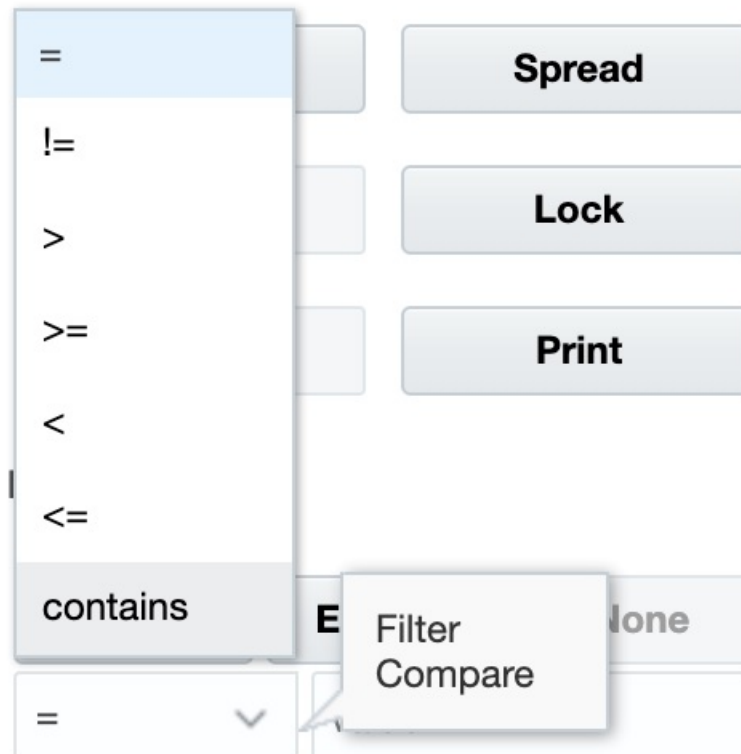 =
Spread
!=
Lock
>
>=
Print
<
<=
contains
Filter
Compare
=